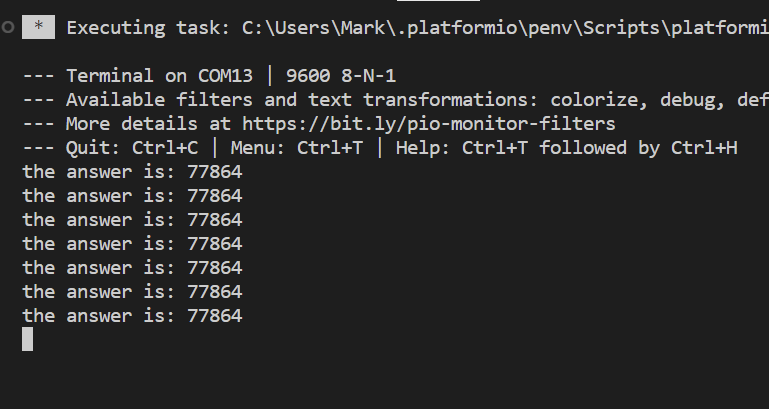 * Executing task: C:\Users\Mark\.platformio\penv\Scripts\platformi
--- Terminal on COM13 | 9600 8-N-1
--- Available filters and text transformations: colorize, debug, def
--- More details at https://bit.ly/pio-monitor-filters
--- Quit: Ctrl+C | Menu: Ctrl+T | Help: Ctrl+T followed by Ctrl+H
the answer is: 77864
the answer is: 77864
the answer is: 77864
the answer is: 77864
the answer is: 77864
the answer is: 77864
the answer is: 77864